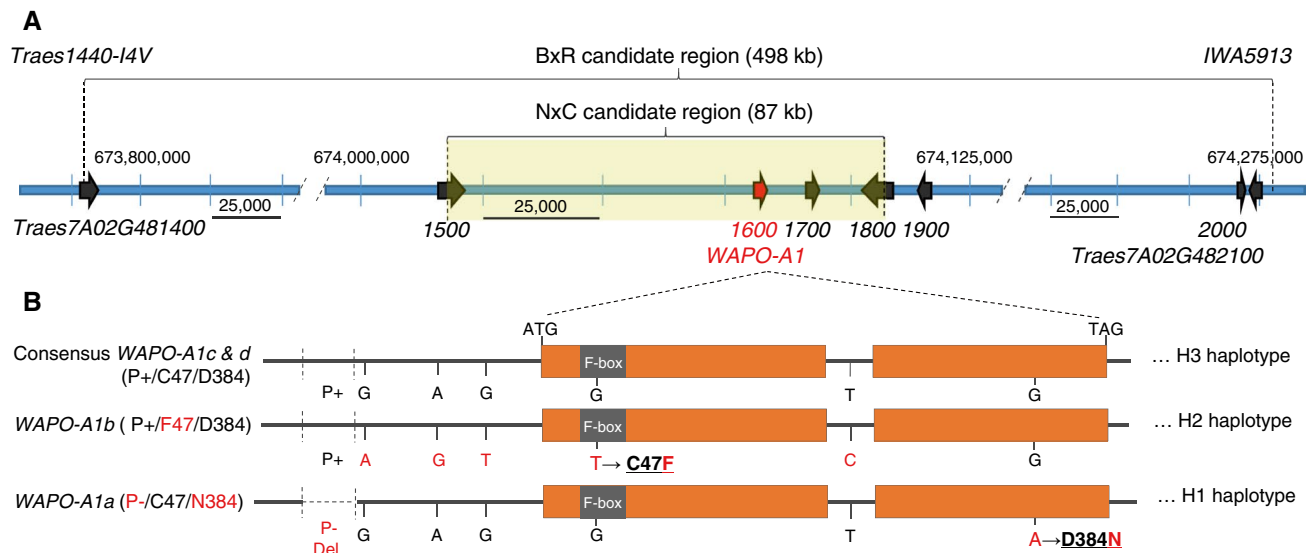 A
Traes1440-I4V BxR candidate region (498 kb) IWA5913
NxC candidate region (87 kb)
673,800,000 674,000,000 674,125,000 674,275,000
25,000 25,000 25,000
Traes7A02G481400 1500 1600 1700 1800 1900 2000
WAPO-A1 Traes7A02G482100
B
ATG TAG
Consensus WAPO-A1c & d F-box … H3 haplotype
(P+/C47/D384)
P+ G A G G T G
WAPO-A1b ( P+/F47/D384) F-box … H2 haplotype
P+ A G T T→ C47F C G
WAPO-A1a (P-/C47/N384) F-box … H1 haplotype
P- G A G G T A→D384N
Del